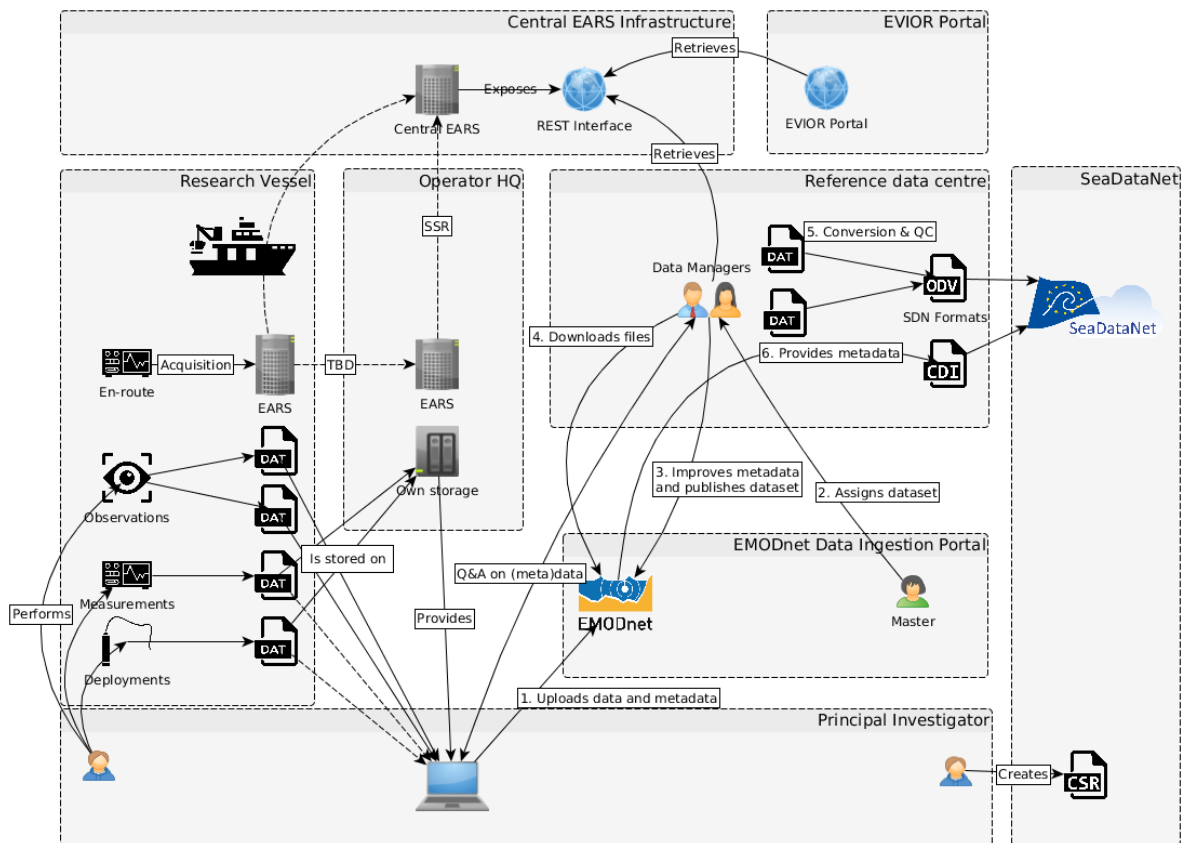 Central EARS Infrastructure
EVIOR Portal
Retrieves
Exposes
Central EARS
REST Interface
EVIOR Portal
Retrieves
Research Vessel
Operator HQ
Reference data centre
SeaDataNet
SSR
5. Conversion & QC
DAT
Data Managers
ODV
DAT
SDN Formats
SeaDataNet
4. Downloads files
6. Provides metadata
Acquisition
TBD
CDI
En-route
EARS
EARS
DAT
3. Improves metadata
and publishes dataset
2. Assigns dataset
Own storage
Observations
DAT
EMODnet Data Ingestion Portal
Is stored on
Q&A on (meta)data
DAT
Measurements
Performs
Provides
EMODnet
Master
DAT
Deployments
1. Uploads data and metadata
Principal Investigator
Creates
CSR